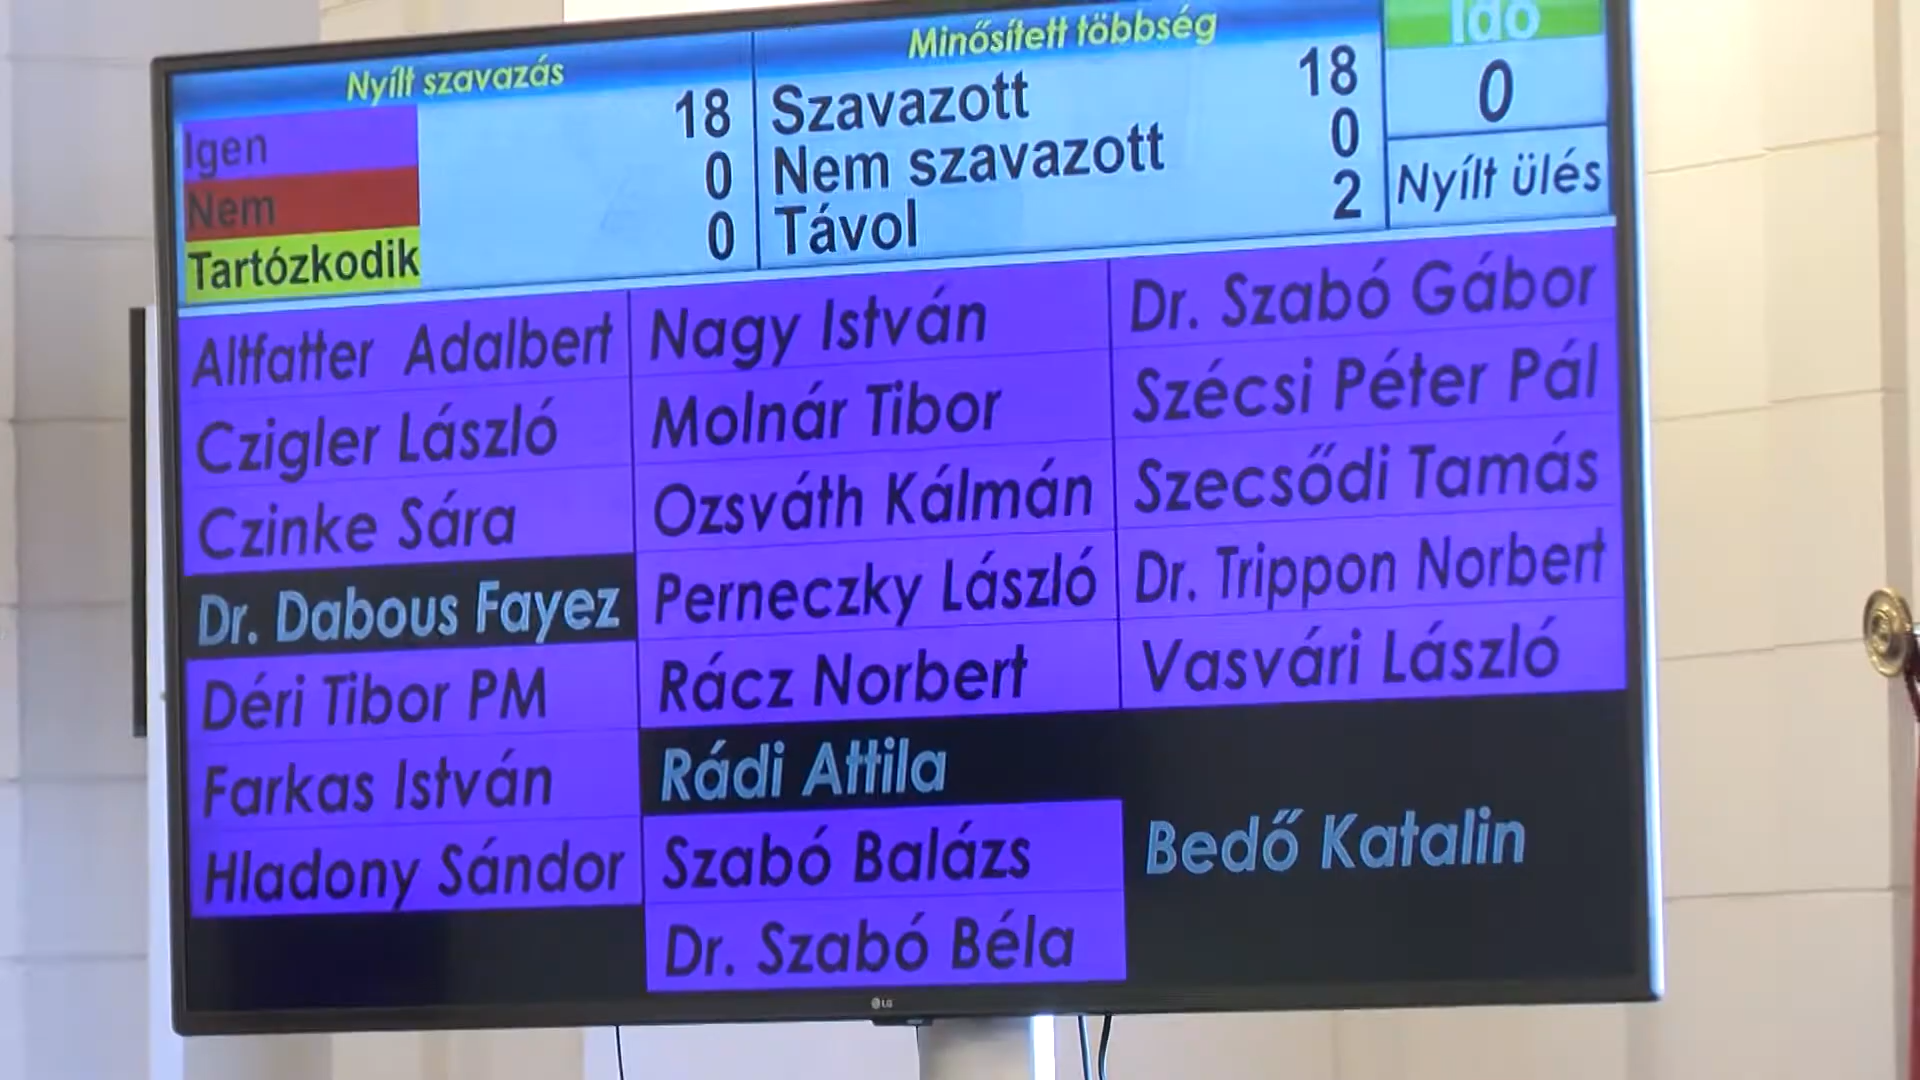 Nyílt szavazás
Igen 18
Nem 0
Tartózkodik 0
Minősített többség
Szavazott 18
Nem szavazott 0
Távol 2
Idő
0
Nyílt ülés
Altfatter Adalbert
Czigler László
Czinke Sára
Dr. Dabous Fayez
Déri Tibor PM
Farkas István
Hladony Sándor
Nagy István
Molnár Tibor
Ozsváth Kálmán
Perneczky László
Rácz Norbert
Rádi Attila
Szabó Balázs
Dr. Szabó Béla
Dr. Szabó Gábor
Szécsi Péter Pál
Szecsődi Tamás
Dr. Trippon Norbert
Vasvári László
Bedő Katalin
LG